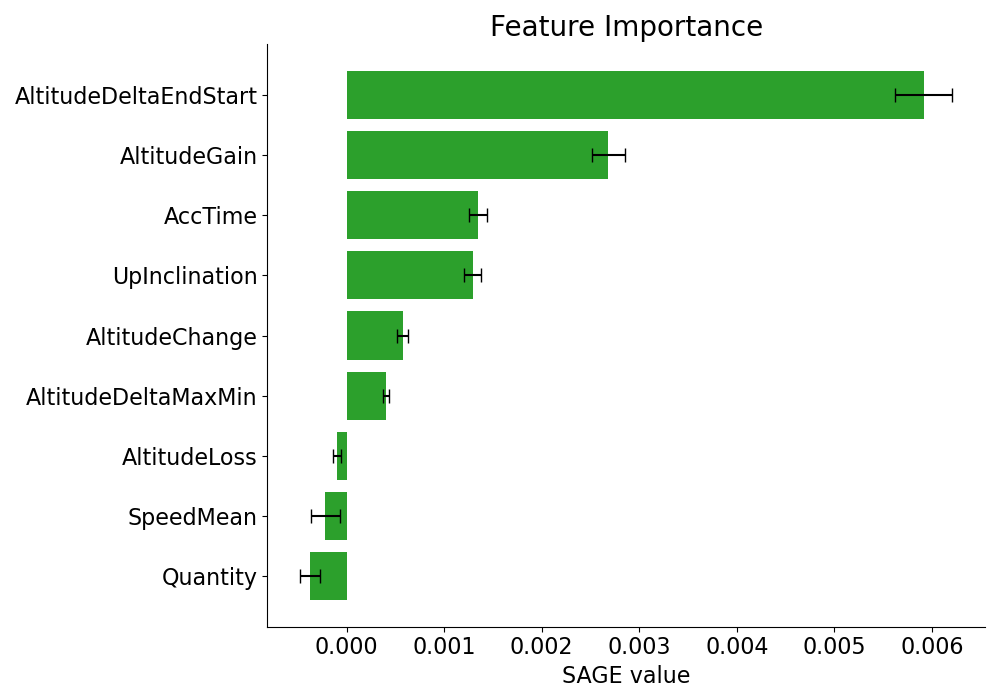 Feature Importance
AltitudeDeltaEndStart
AltitudeGain
AccTime
UpInclination
AltitudeChange
AltitudeDeltaMaxMin
AltitudeLoss
SpeedMean
Quantity
0.000 0.001 0.002 0.003 0.004 0.005 0.006
SAGE value